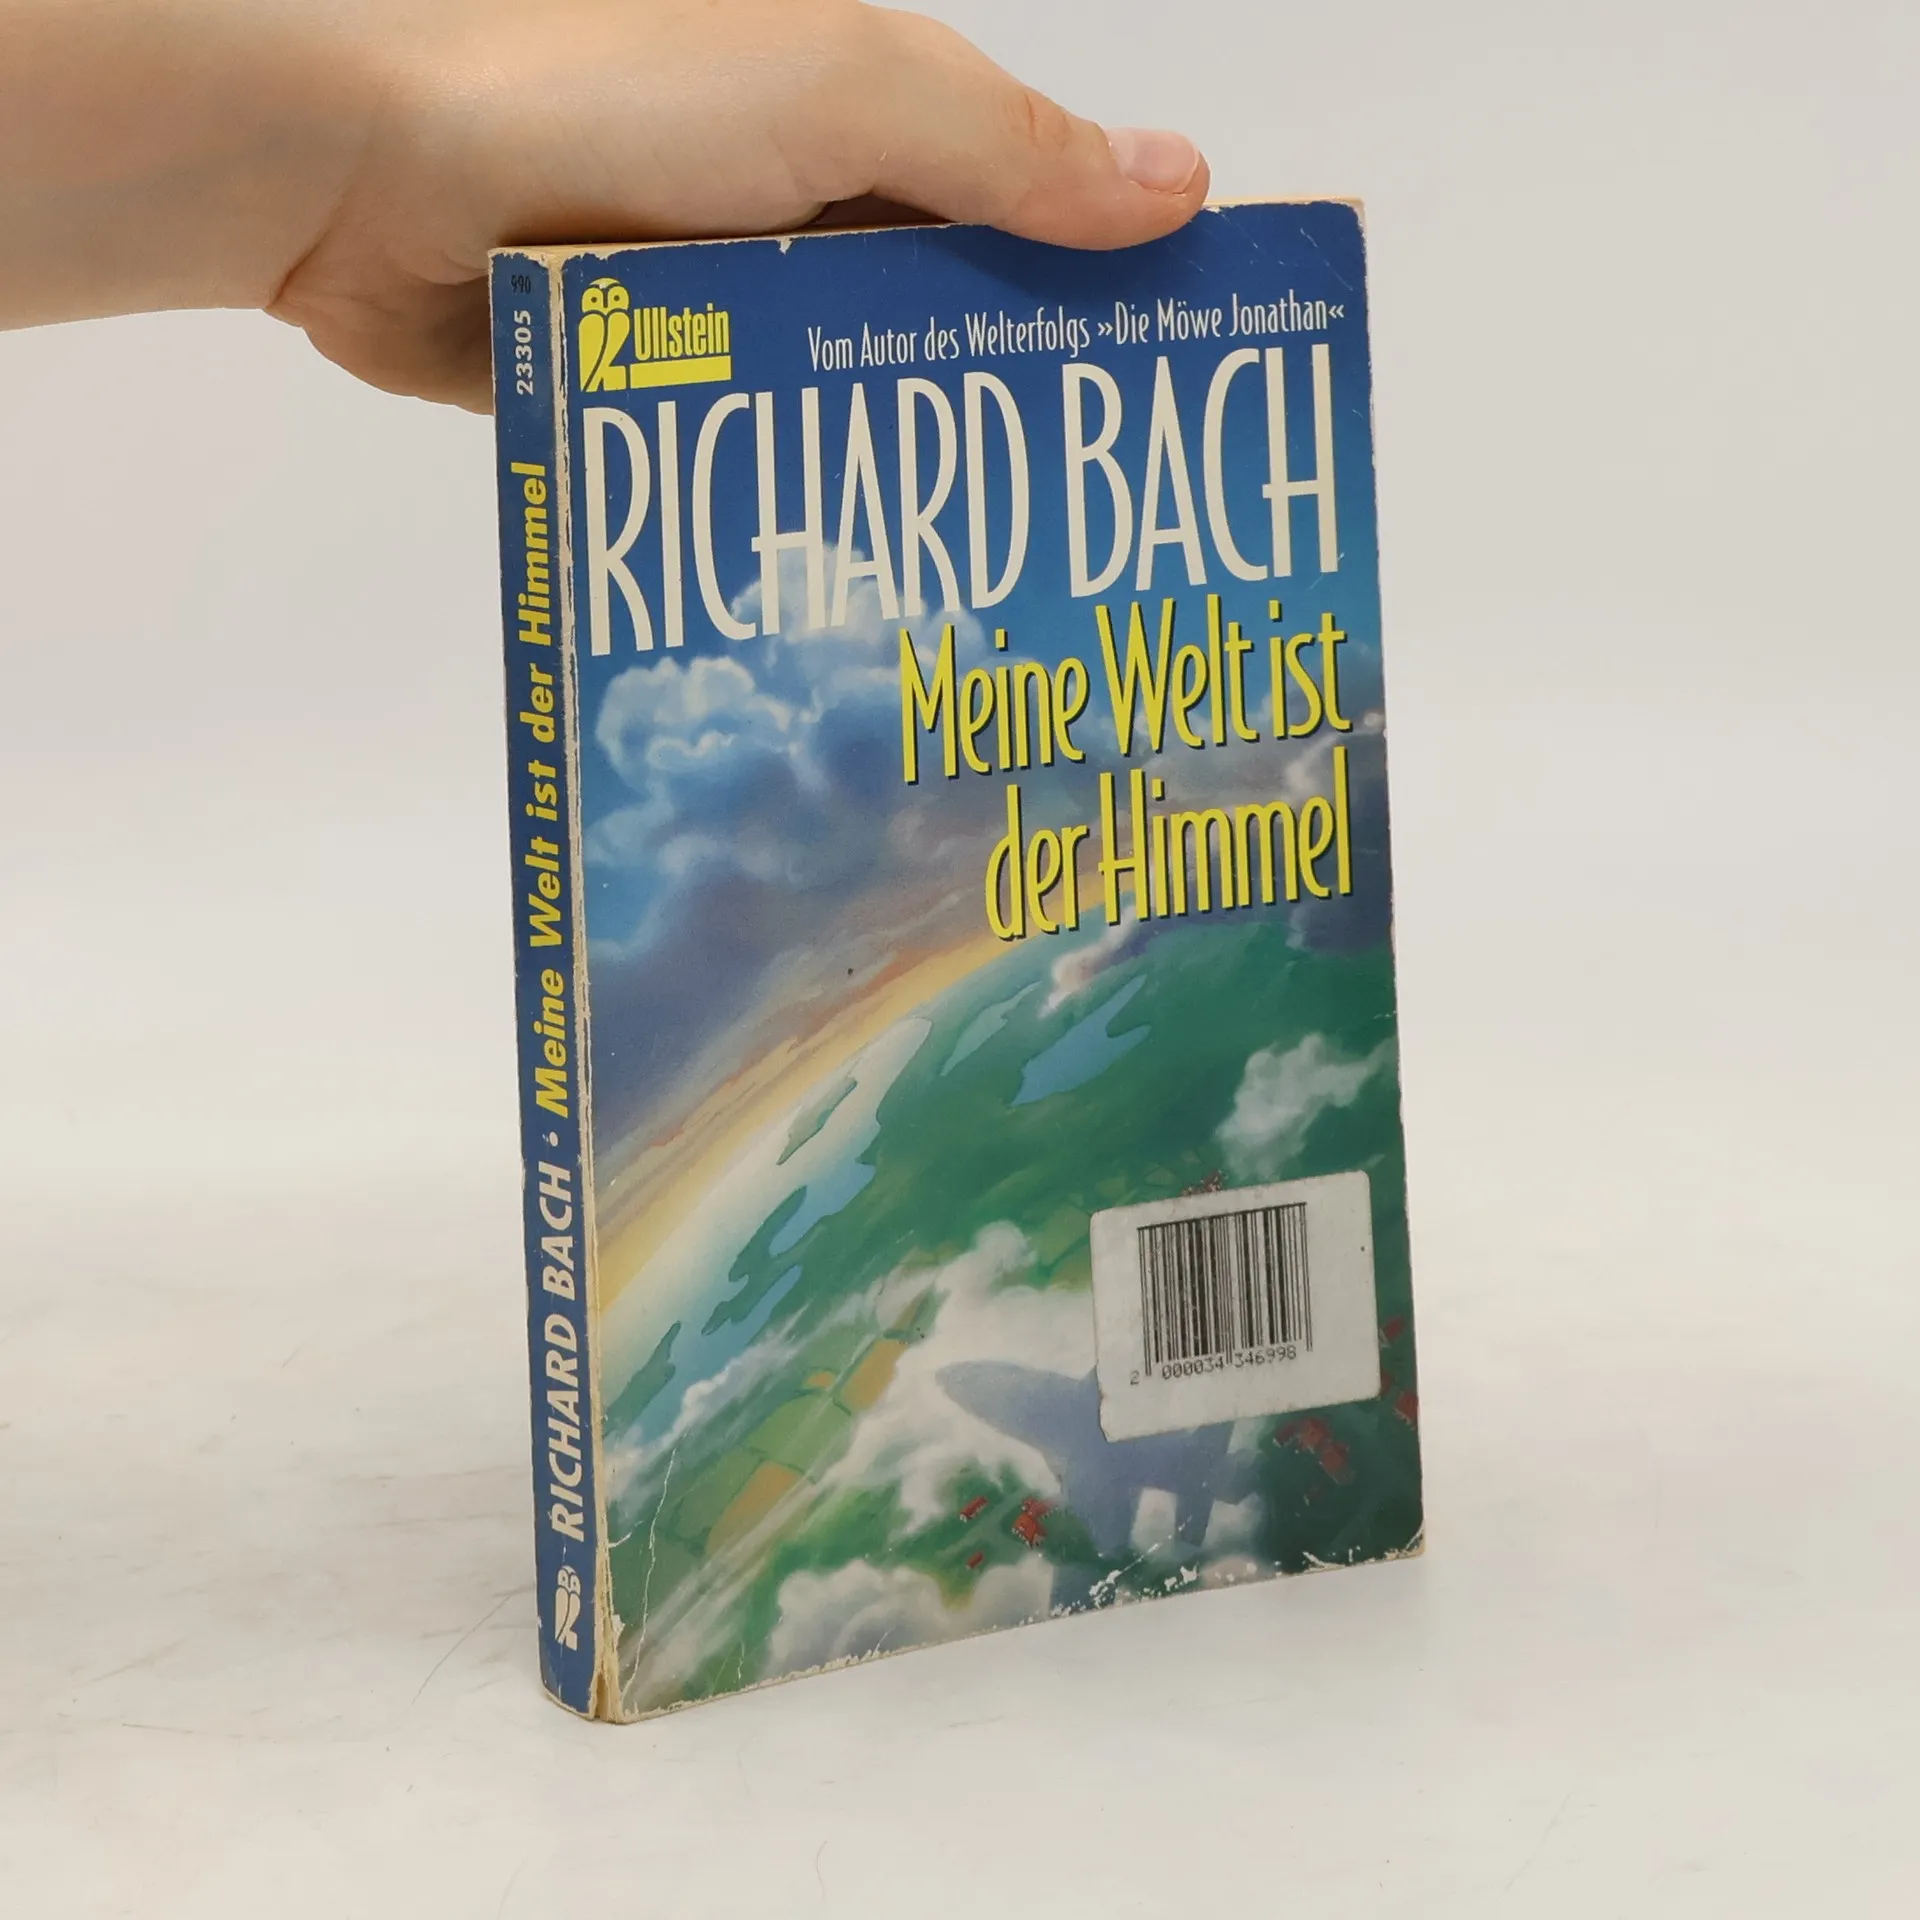 990
23305
RICHARD BACH · Meine Welt ist der Himmel
Ullstein
Vom Autor des Welterfolgs »Die Möwe Jonathan«
RICHARD BACH
Meine Welt ist
der Himmel
2 000034 346998